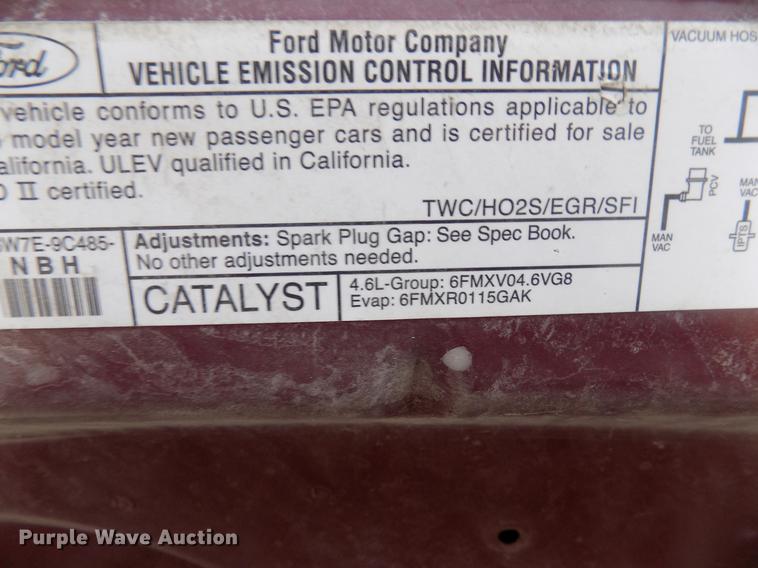 Ford
Ford Motor Company
VEHICLE EMISSION CONTROL INFORMATION
vehicle conforms to U.S. EPA regulations applicable to
model year new passenger cars and is certified for sale
alifornia. ULEV qualified in California.
II certified.
TWC/HO2S/EGR/SFI
6W7E-9C485-
NBH
Adjustments: Spark Plug Gap: See Spec Book.
No other adjustments needed.
CATALYST
4.6L-Group: 6FMXV04.6VG8
Evap: 6FMXR0115GAK
VACUUM HOS
TO
FUEL
TANK
PCV
MAN
VAC
MAN
VAC
IPTS
Purple Wave Auction